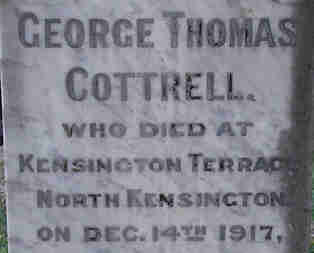 GEORGE THOMAS
COTTRELL.
WHO DIED AT
KENSINGTON TERRACE
NORTH KENSINGTON.
ON DEC. 14TH 1917,